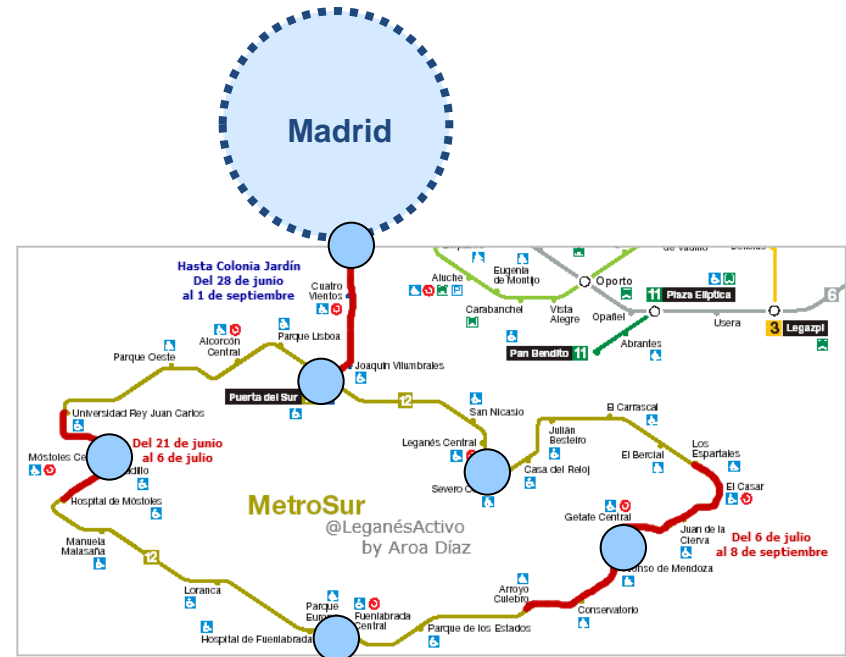 Madrid
Hasta Colonia Jardín
Del 28 de junio
al 1 de septiembre
Cuatro
Vientos
Aluche
Eugenia
de Montijo
Oporto
11 Plaza Elíptica
6
Carabanchel
Vista
Alegre
Opañel
Usera
3 Legazpi
Pan Bendito 11
Abrantes
Parque Oeste
Alcorcón
Central
Parque Lisboa
Joaquín Vilumbrales
Puerta del Sur
12
Universidad Rey Juan Carlos
San Nicasio
El Carrascal
Móstoles
Del 21 de junio
al 6 de julio
Leganés Central
Julián
Besteiro
El Bercial
Los
Espartales
Casa del Reloj
Severo
El Casar
Hospital de Móstoles
MetroSur
@LeganésActivo
by Aroa Díaz
Getafe Central
Juan de la
Cierva
Del 6 de julio
al 8 de septiembre
Manuela
Malasaña
12
de Mendoza
Loranca
Arroyo
Culebro
Conservatorio
Parque
Fuenlabrada
Central
Hospital de Fuenlabrada
Parque de los Estados